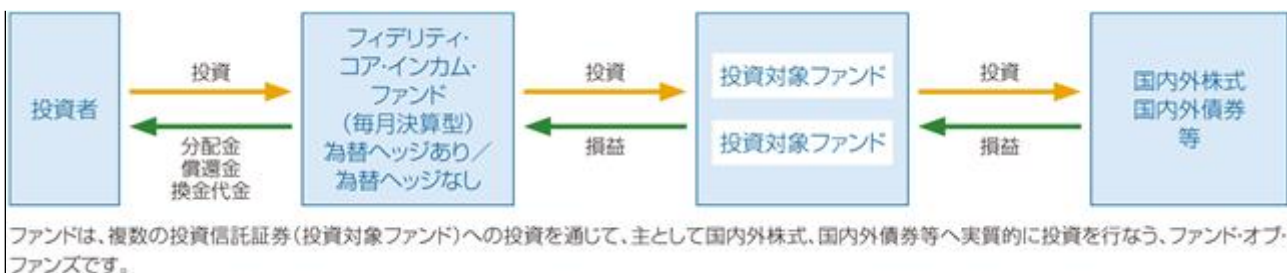 投資者
投資
分配金
償還金
換金代金
フィデリティ・
コア・インカム・
ファンド
(毎月決算型)
為替ヘッジあり/
為替ヘッジなし
投資
損益
投資対象ファンド
投資対象ファンド
投資
損益
国内外株式
国内外債券
等
ファンドは、複数の投資信託証券(投資対象ファンド)への投資を通じて、主として国内外株式、国内外債券等へ実質的に投資を行なう、ファンド・オブ・
ファンズです。